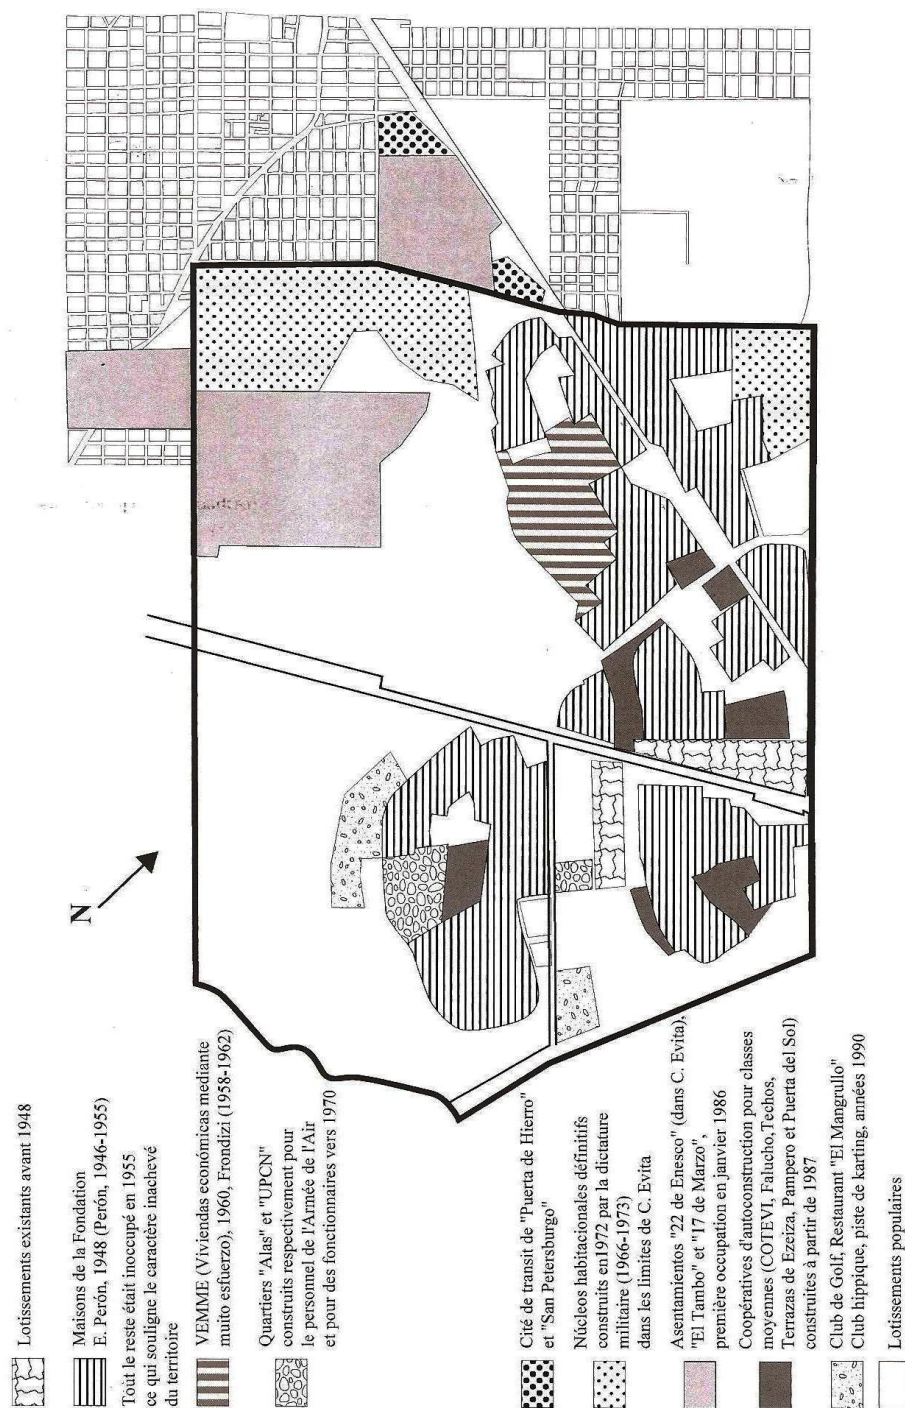 N
Lotissements existants avant 1948
Maisons de la Fondation
E. Perón, 1948 (Perón, 1946-1955)
Tout le reste était inoccupé en 1955
ce qui souligne le caractère inachevé
du territoire
VEMME (Viviendas económicas mediante
muito esfuerzo), 1960, Frondizi (1958-1962)
Quartiers "Alas" et "UPCN"
construits respectivement pour
le personnel de l'Armée de l'Air
et pour des fonctionnaires vers 1970
Cité de transit de "Puerta de Hierro"
et "San Petersburgo"
Núcleos habitacionales définitifs
construits en1972 par la dictature
militaire (1966-1973)
dans les limites de C. Evita
Asentamientos "22 de Enesco" (dans C. Evita),
"El Tambo" et "17 de Marzo",
première occupation en janvier 1986
Coopératives d'autoconstruction pour classes
moyennes (COTEVI, Falucho,Techos,
Terrazas de Ezeiza, Pampero et Puerta del Sol)
construites à partir de 1987
Club de Golf, Restaurant "El Mangrullo"
Club hippique, piste de karting, années 1990
Lotissements populaires